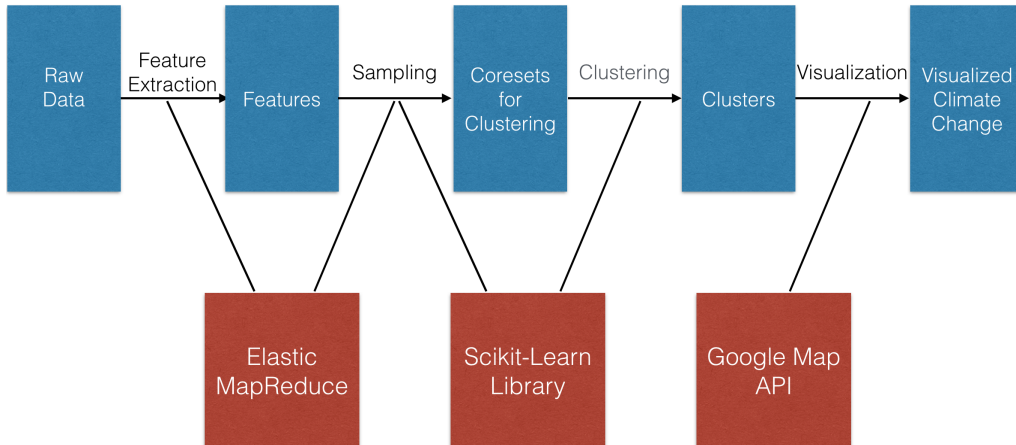 Raw
Data
Feature
Extraction
Features
Sampling
Coresets
for
Clustering
Clustering
Clusters
Visualization
Visualized
Climate
Change
Elastic
MapReduce
Scikit-Learn
Library
Google Map
API